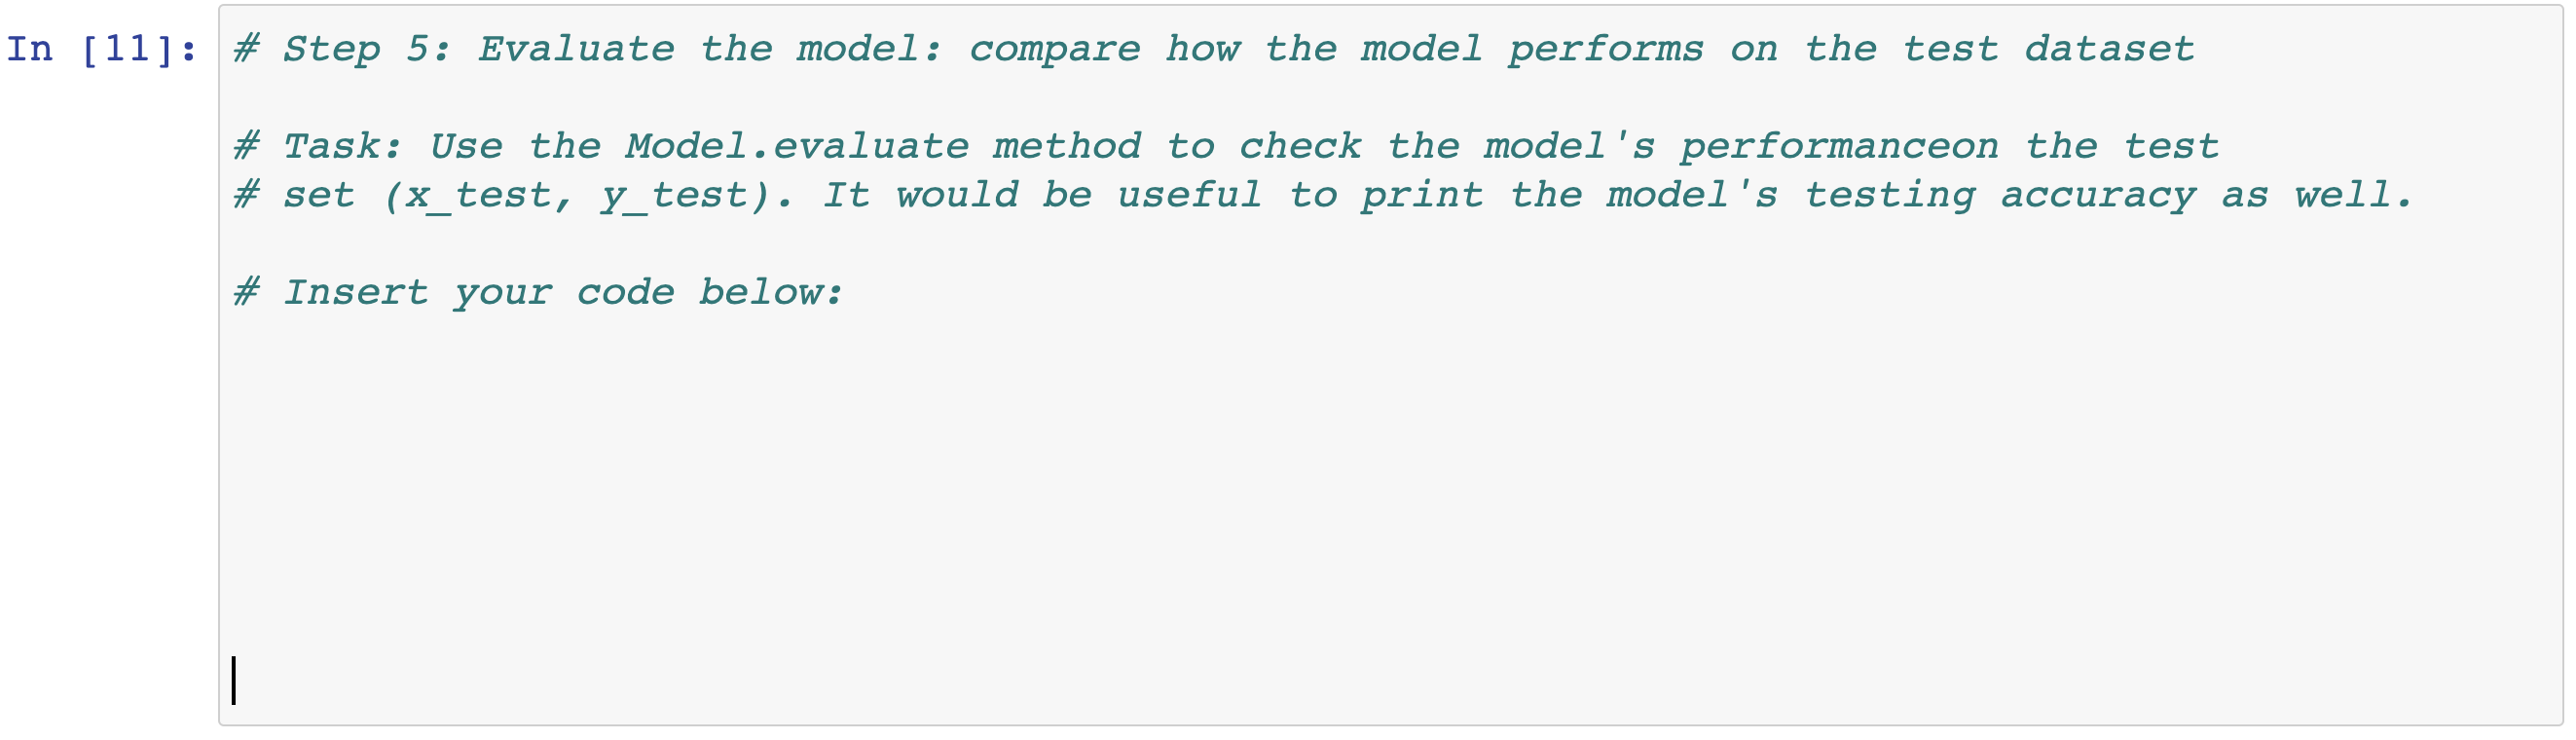 In [11]: # Step 5: Evaluate the model: compare how the model performs on the test dataset
# Task: Use the Model.evaluate method to check the model's performanceon the test
# set (x_test, y_test). It would be useful to print the model's testing accuracy as well.
# Insert your code below: